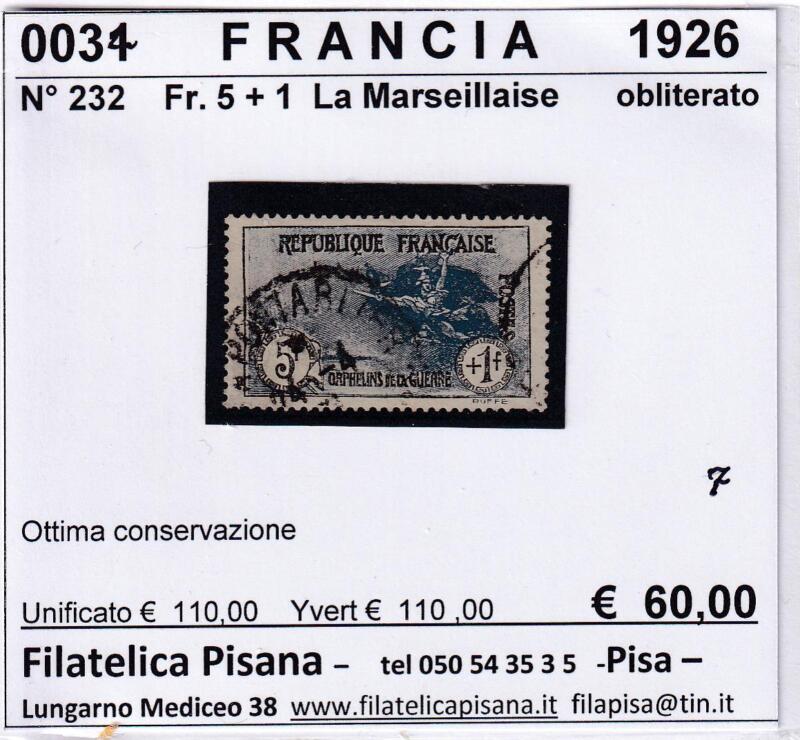 0034 FRANCIA 1926
N° 232 Fr. 5 + 1 La Marseillaise obliterato
REPUBLIQUE FRANÇAISE
POSTES
5F ORPHELINS DE LA GUERRE +1f
RUFFE
7
Ottima conservazione
Unificato € 110,00 Yvert € 110 ,00 € 60,00
Filatelica Pisana – tel 050 54 35 3 5 -Pisa –
Lungarno Mediceo 38 www.filatelicapisana.it filapisa@tin.it